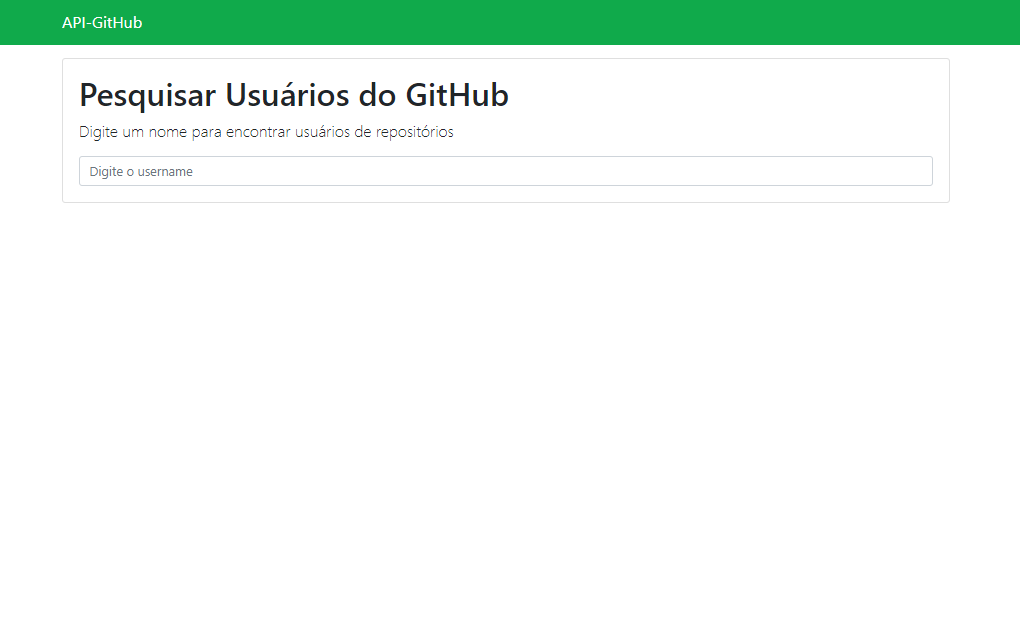 API-GitHub
Pesquisar Usuários do GitHub
Digite um nome para encontrar usuários de repositórios
Digite o username